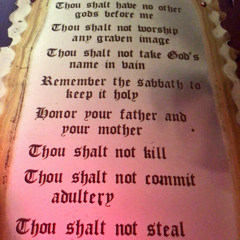 Thou shalt have no other
gods before me
Thou shalt not worship
any graven image
Thou shalt not take God's
name in vain
Remember the sabbath to
keep it holy
Honor your father and
your mother
Thou shalt not kill
Thou shalt not commit
adultery
Thou shalt not steal